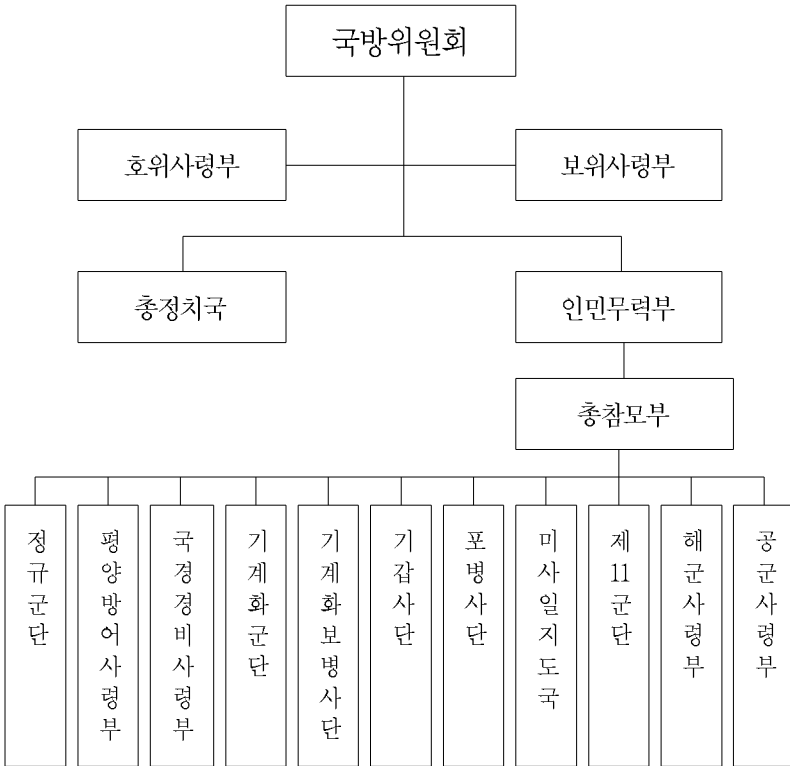 국방위원회
호위사령부
보위사령부
총정치국
인민무력부
총참모부
정규군단
평양방어사령부
국경경비사령부
기계화군단
기계화보병사단
기갑사단
포병사단
미사일지도국
제11군단
해군사령부
공군사령부